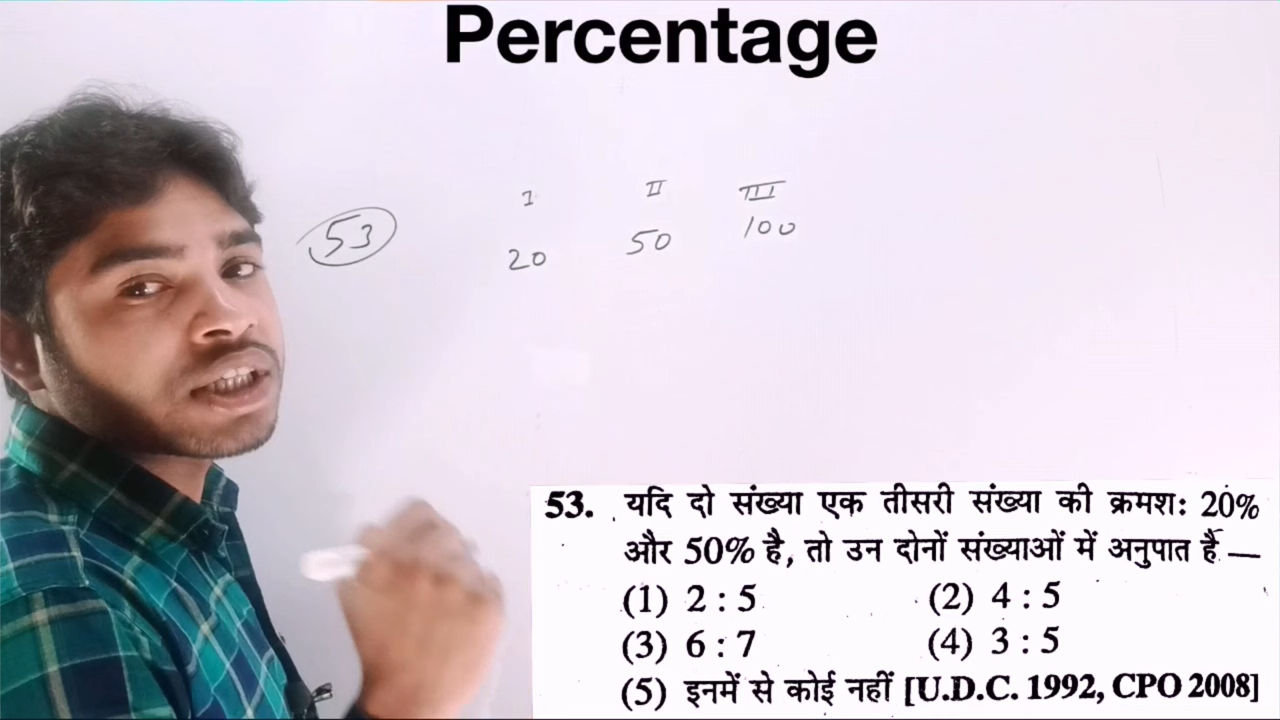 Percentage
I II III
53 20 50 100
53. यदि दो संख्या एक तीसरी संख्या की क्रमश: 20%
और 50% है, तो उन दोनों संख्याओं में अनुपात है —
(1) 2 : 5 (2) 4 : 5
(3) 6 : 7 (4) 3 : 5
(5) इनमें से कोई नहीं [U.D.C. 1992, CPO 2008]